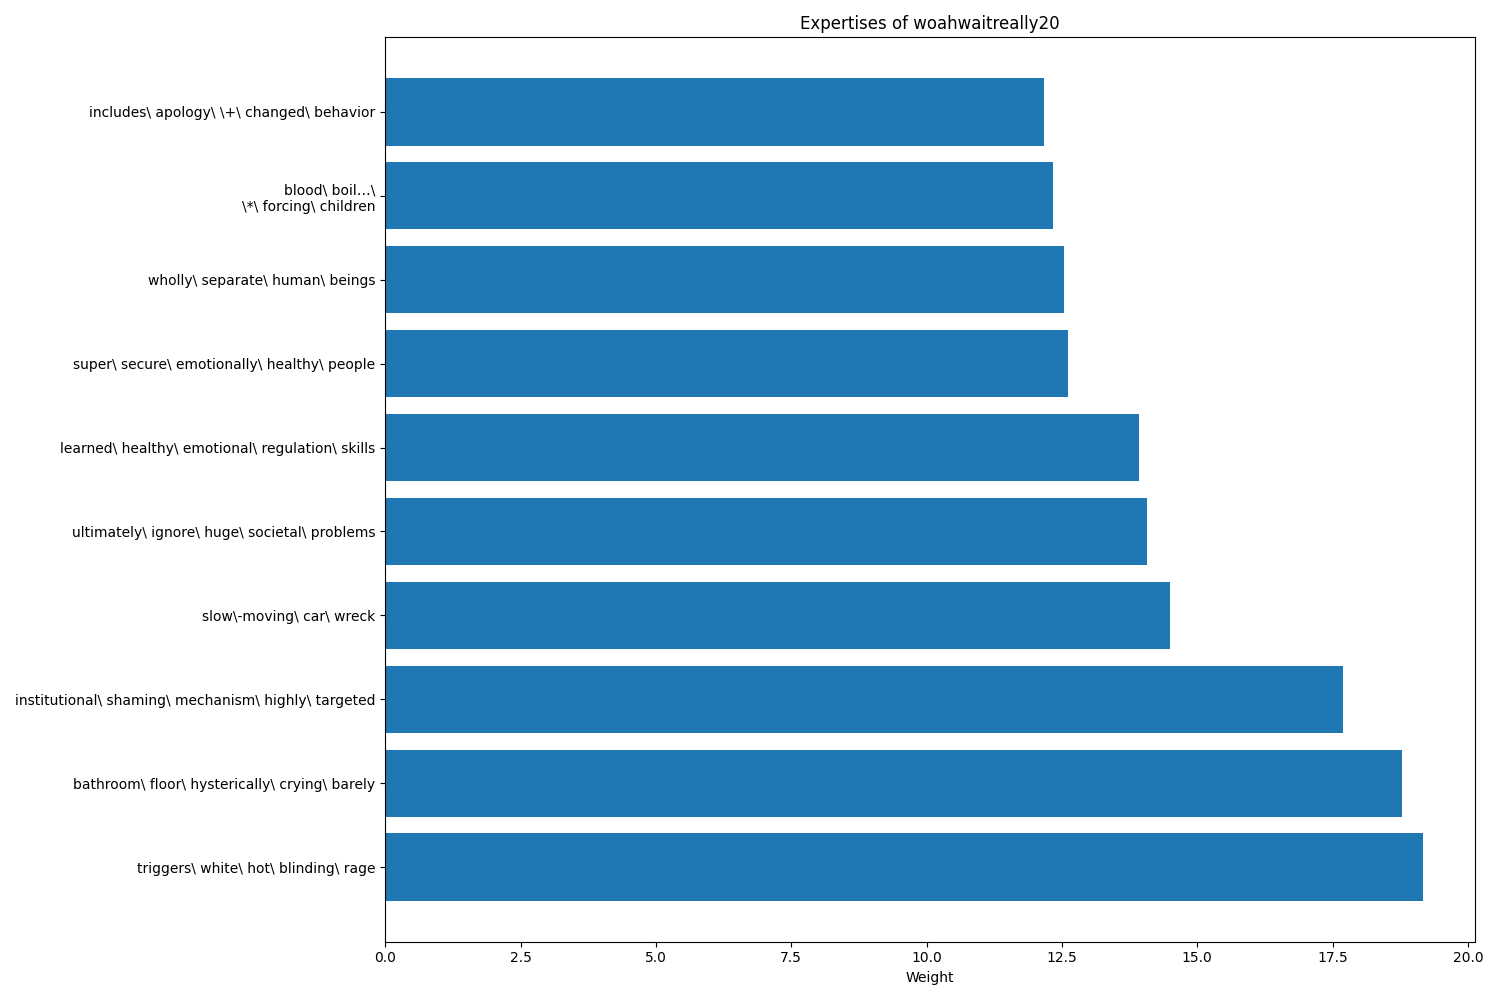 Expertises of woahwaitreally20
includes\ apology\ \+\ changed\ behavior
blood\ boil...\
\*\ forcing\ children
wholly\ separate\ human\ beings
super\ secure\ emotionally\ healthy\ people
learned\ healthy\ emotional\ regulation\ skills
ultimately\ ignore\ huge\ societal\ problems
slow\-moving\ car\ wreck
institutional\ shaming\ mechanism\ highly\ targeted
bathroom\ floor\ hysterically\ crying\ barely
triggers\ white\ hot\ blinding\ rage
0.0 2.5 5.0 7.5 10.0 12.5 15.0 17.5 20.0
Weight